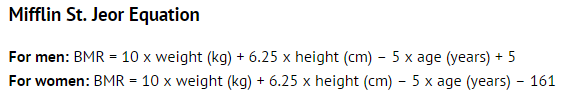 Mifflin St. Jeor Equation
For men: BMR = 10 x weight (kg) + 6.25 x height (cm) – 5 x age (years) + 5
For women: BMR = 10 x weight (kg) + 6.25 x height (cm) – 5 x age (years) – 161